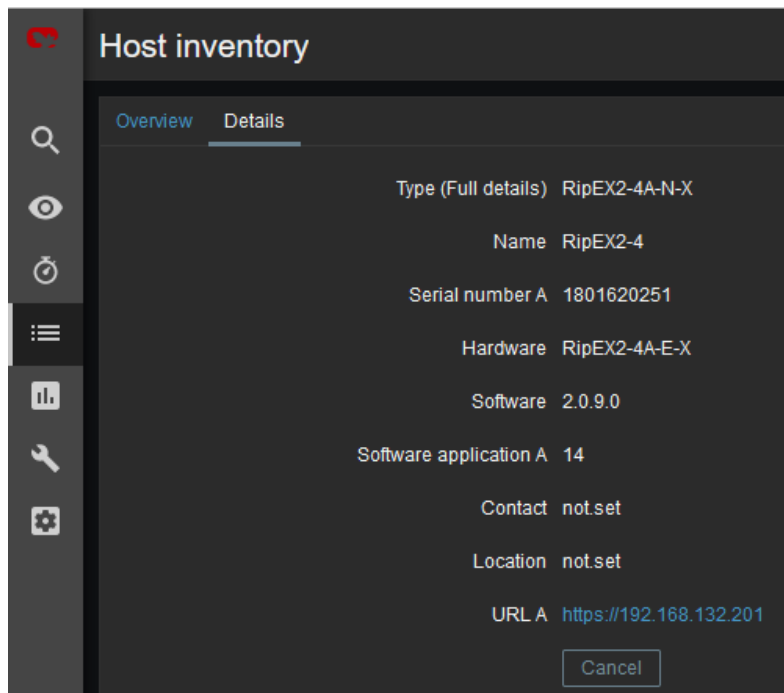 Host inventory
Overview Details
Type (Full details) RipEX2-4A-N-X
Name RipEX2-4
Serial number A 1801620251
Hardware RipEX2-4A-E-X
Software 2.0.9.0
Software application A 14
Contact not.set
Location not.set
URL A https://192.168.132.201
Cancel